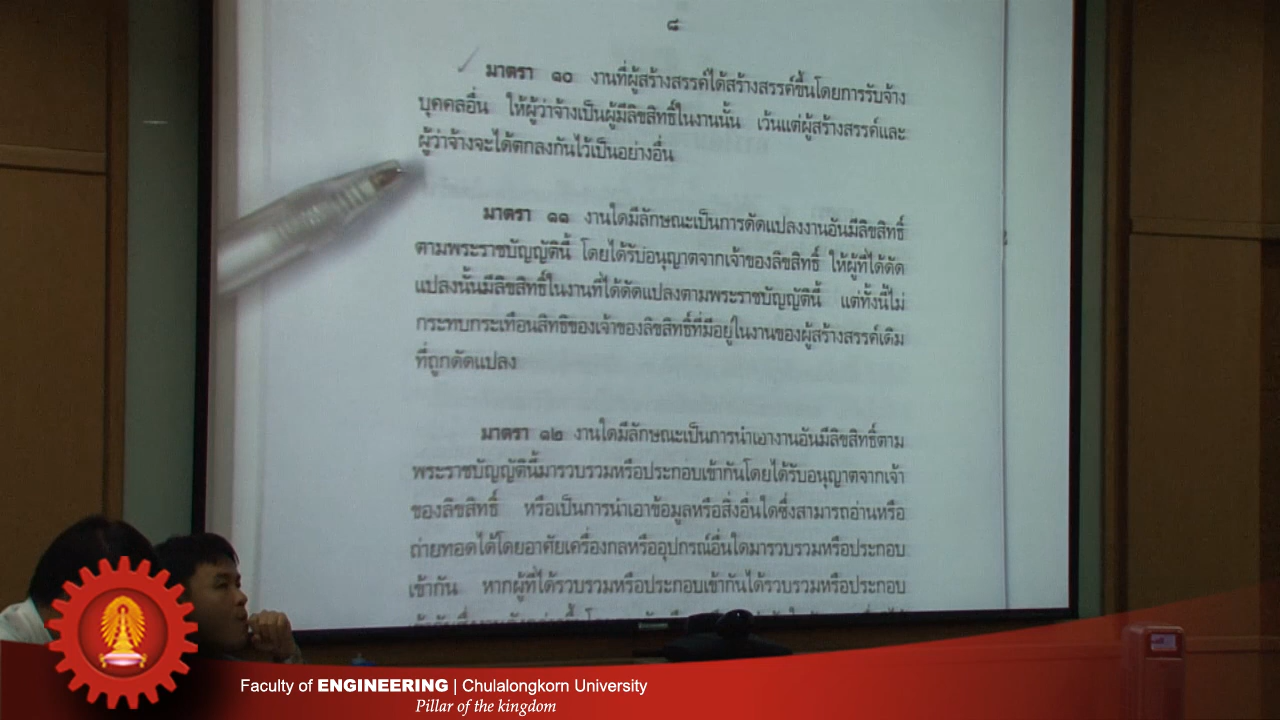 ๘
มาตรา ๑๐ งานที่ผู้สร้างสรรค์ได้สร้างสรรค์ขึ้นโดยการรับจ้าง
บุคคลอื่น ให้ผู้ว่าจ้างเป็นผู้มีลิขสิทธิ์ในงานนั้น เว้นแต่ผู้สร้างสรรค์และ
ผู้ว่าจ้างจะได้ตกลงกันไว้เป็นอย่างอื่น
มาตรา ๑๑ งานใดมีลักษณะเป็นการดัดแปลงงานอันมีลิขสิทธิ์
ตามพระราชบัญญัตินี้ โดยได้รับอนุญาตจากเจ้าของลิขสิทธิ์ ให้ผู้ที่ได้ดัด
แปลงนั้นมีลิขสิทธิ์ในงานที่ได้ดัดแปลงตามพระราชบัญญัตินี้ แต่ทั้งนี้ไม่
กระทบกระเทือนสิทธิของเจ้าของลิขสิทธิ์ที่มีอยู่ในงานของผู้สร้างสรรค์เดิม
ที่ถูกดัดแปลง
มาตรา ๑๒ งานใดมีลักษณะเป็นการนำเอางานอันมีลิขสิทธิ์ตาม
พระราชบัญญัตินี้มารวบรวมหรือประกอบเข้ากันโดยได้รับอนุญาตจากเจ้า
ของลิขสิทธิ์ หรือเป็นการนำเอาข้อมูลหรือสิ่งอื่นใดซึ่งสามารถอ่านหรือ
ถ่ายทอดได้โดยอาศัยเครื่องกลหรืออุปกรณ์อื่นใดมารวบรวมหรือประกอบ
เข้ากัน หากผู้ที่ได้รวบรวมหรือประกอบเข้ากันได้รวบรวมหรือประกอบ
Faculty of ENGINEERING | Chulalongkorn University
Pillar of the kingdom